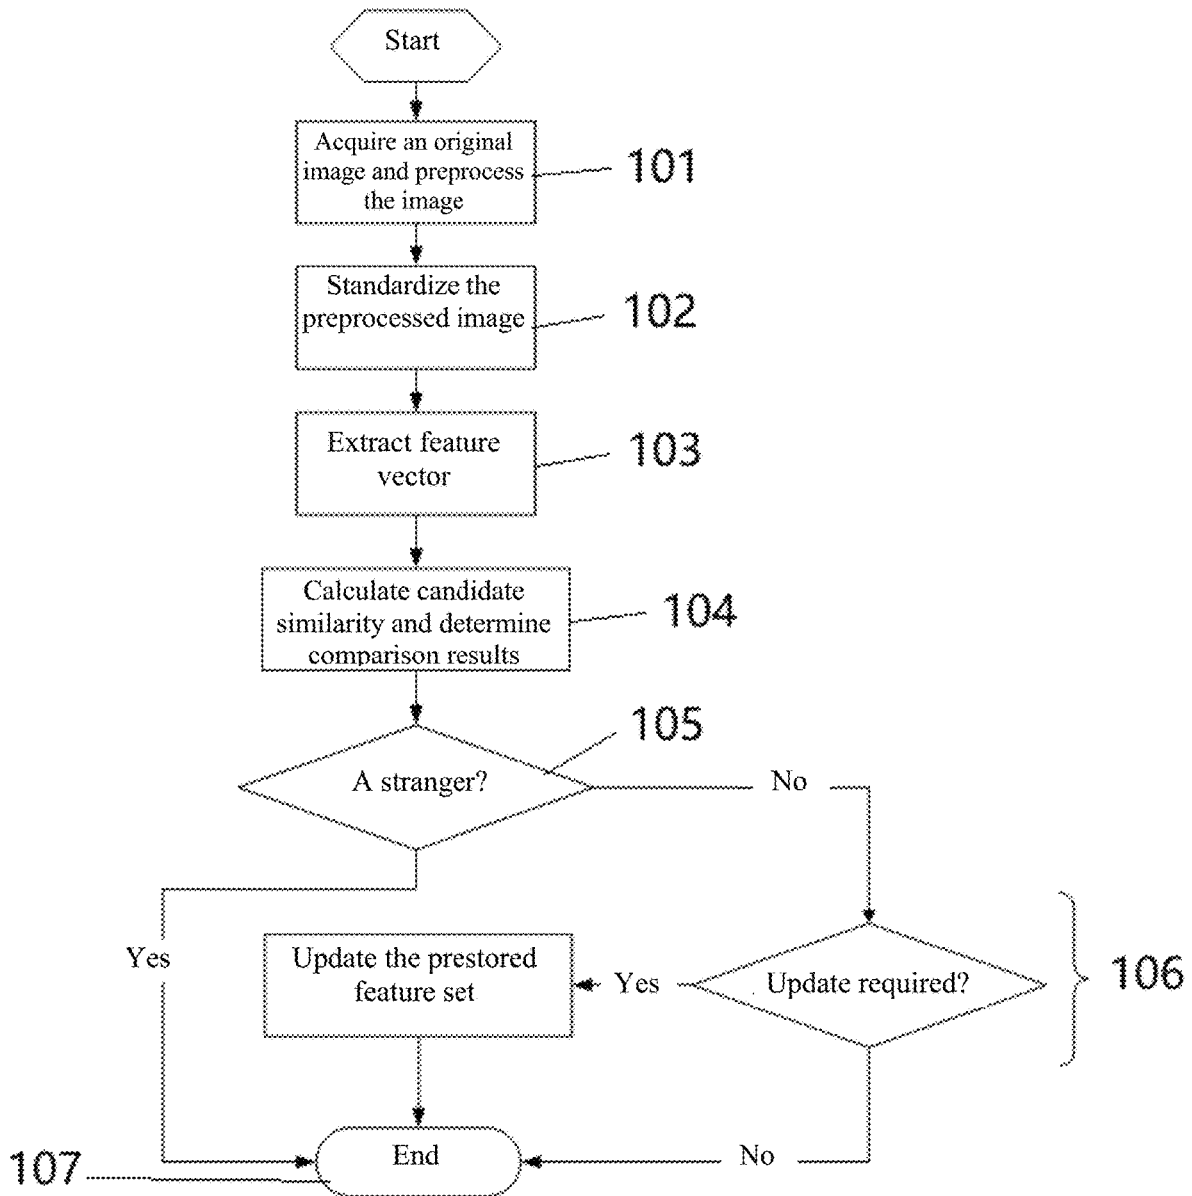 Start
Acquire an original
image and preprocess
the image
101
Standardize the
preprocessed image
102
Extract feature
vector
103
Calculate candidate
similarity and determine
comparison results
104
105
A stranger?
No
Yes
Update the prestored
feature set
Yes
Update required?
106
End
No
107